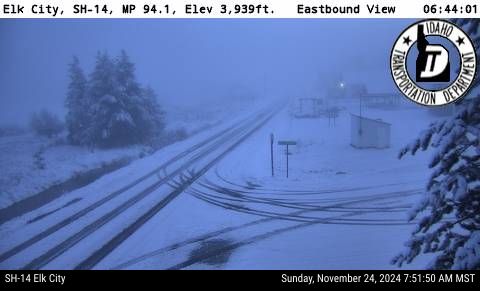 Elk City, SH-14, MP 94.1, Elev 3,939ft. Eastbound View 06:44:01
IDAHO
TRANSPORTATION DEPARTMENT
SH-14 Elk City Sunday, November 24, 2024 7:51:50 AM MST